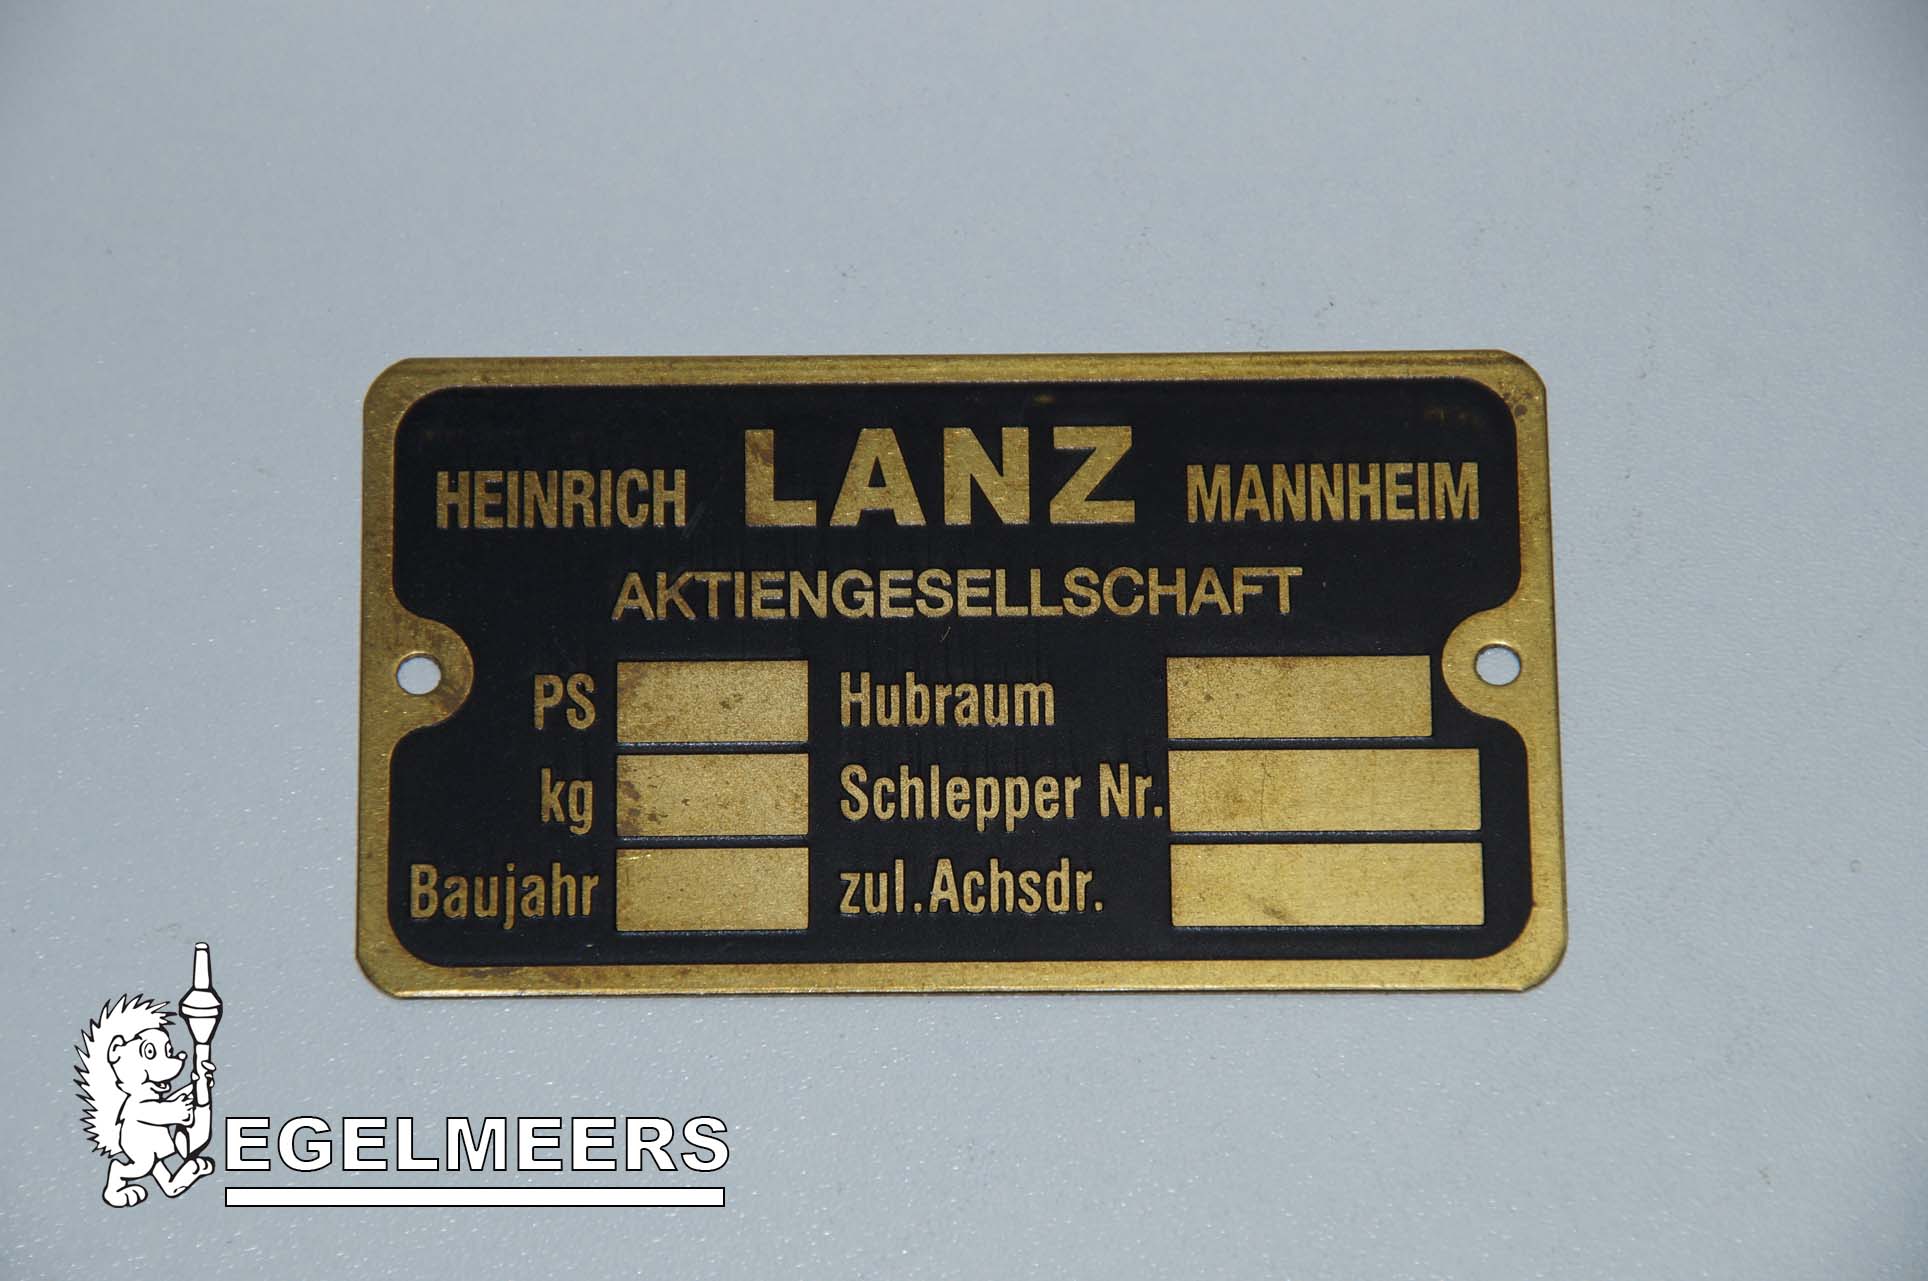 HEINRICH LANZ MANNHEIM
AKTIENGESELLSCHAFT
PS Hubraum
kg Schlepper Nr.
Baujahr zul. Achsdr.
EGELMEERS